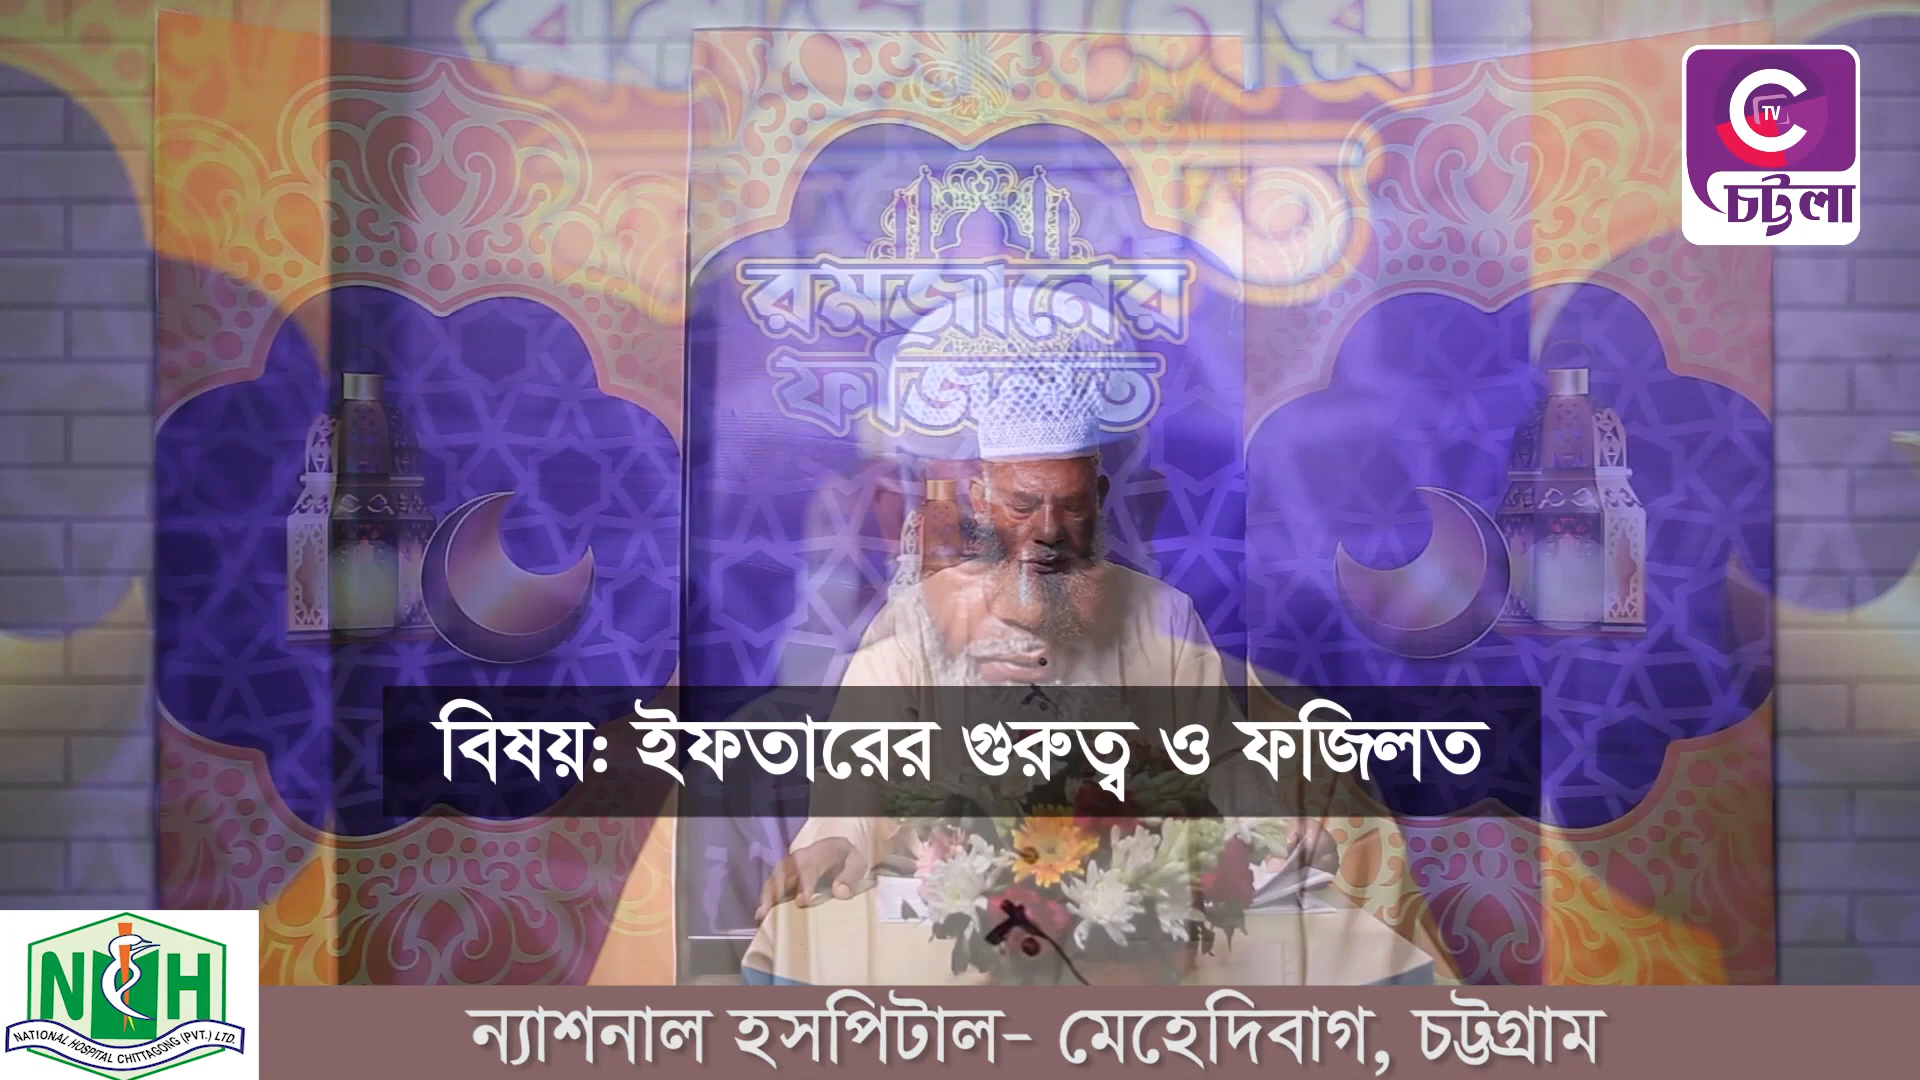 রমজানের
ফজিলত
TV
চট্টলা
বিষয়: ইফতারের গুরুত্ব ও ফজিলত
NCH
NATIONAL HOSPITAL CHITTAGONG (PVT.) LTD.
ন্যাশনাল হসপিটাল- মেহেদিবাগ, চট্টগ্রাম